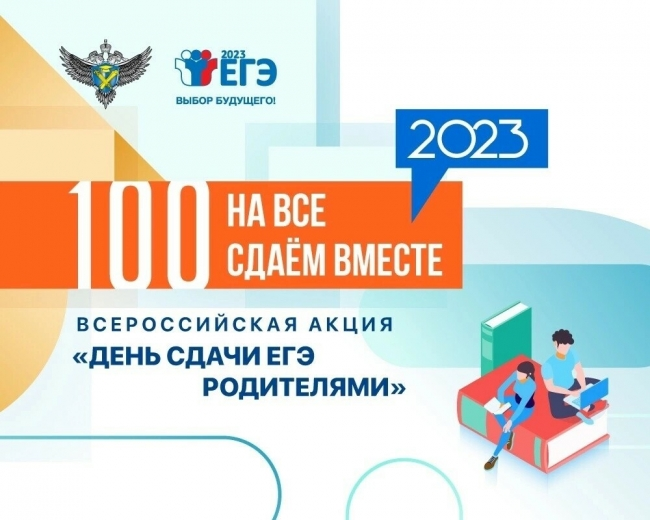 2023
ЕГЭ
ВЫБОР БУДУЩЕГО!
2023
100 НА ВСЕ
СДАЁМ ВМЕСТЕ
ВСЕРОССИЙСКАЯ АКЦИЯ
«ДЕНЬ СДАЧИ ЕГЭ
РОДИТЕЛЯМИ»